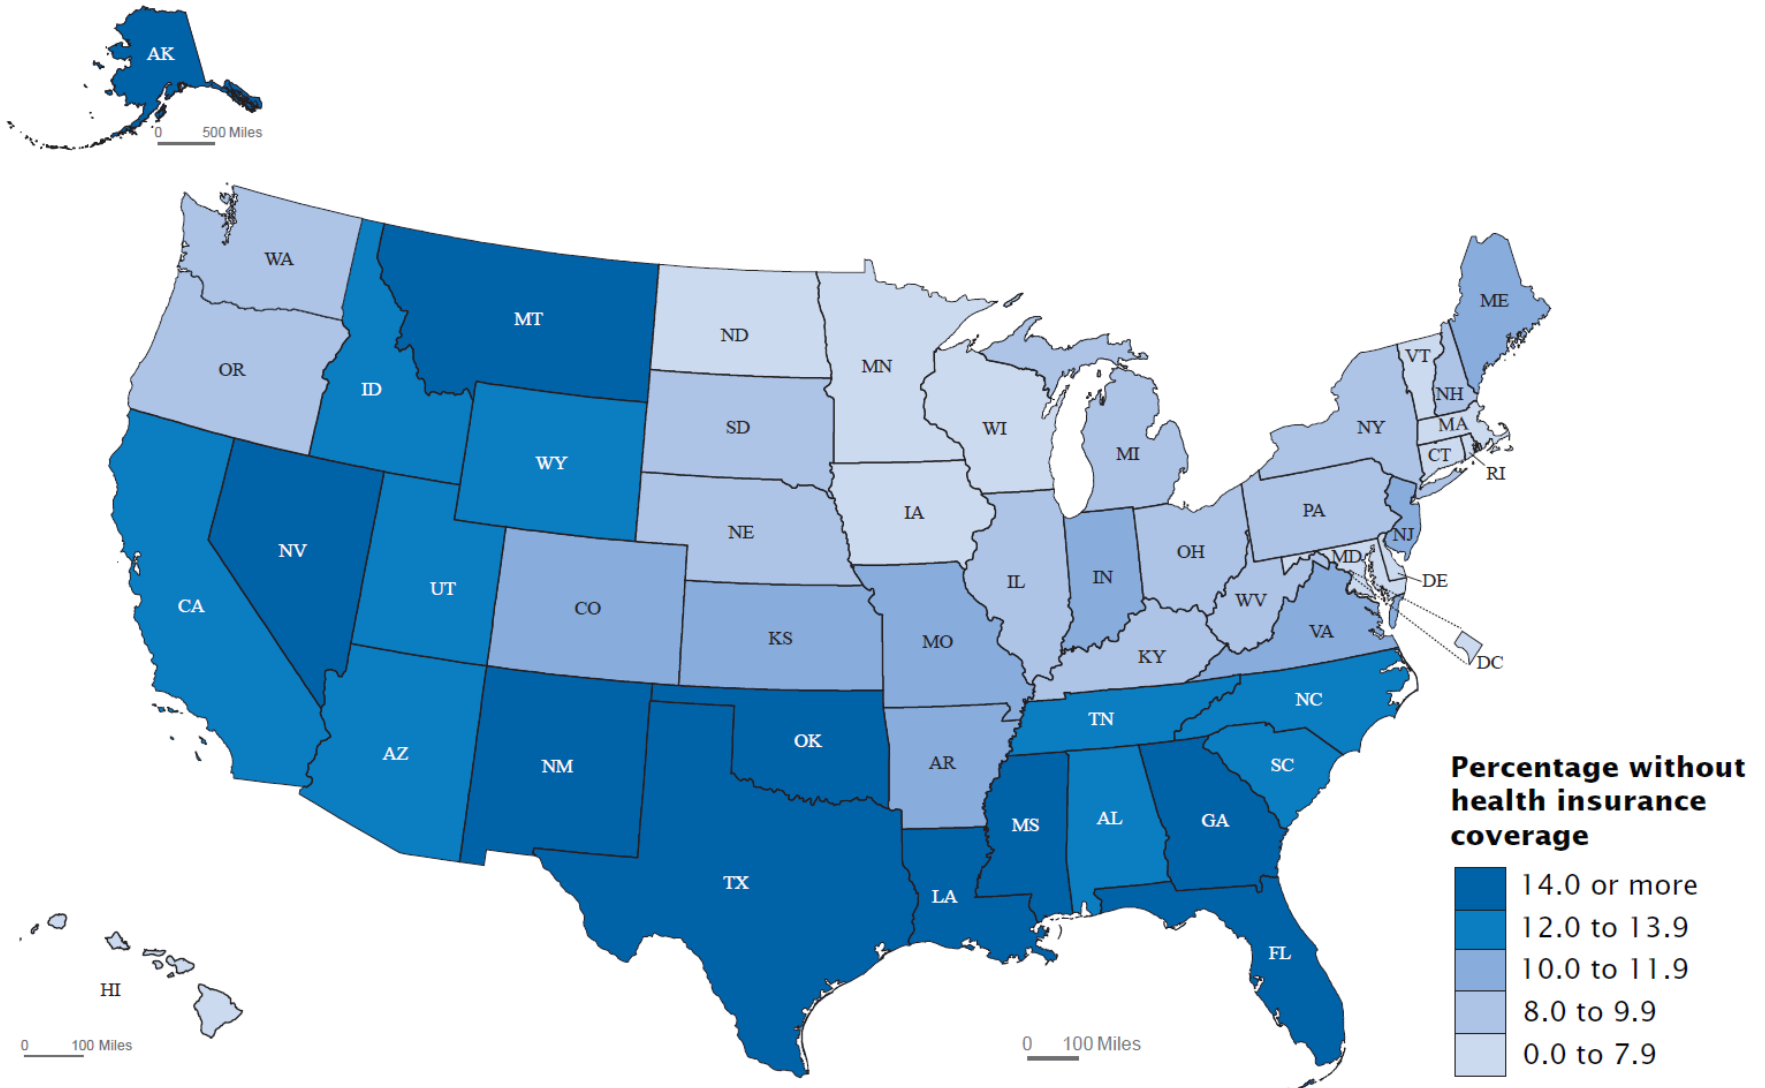 AK
0 500 Miles
WA
MT
ND
MN
ME
OR
ID
SD
WI
MI
VT
NH
NY
MA
CT
RI
WY
NE
IA
PA
NJ
NV
UT
CO
IL
IN
OH
MD
DE
CA
KS
MO
WV
VA
KY
DC
AZ
NM
OK
AR
TN
NC
SC
MS
AL
GA
TX
LA
FL
HI
0 100 Miles
0 100 Miles
Percentage without
health insurance
coverage
14.0 or more
12.0 to 13.9
10.0 to 11.9
8.0 to 9.9
0.0 to 7.9